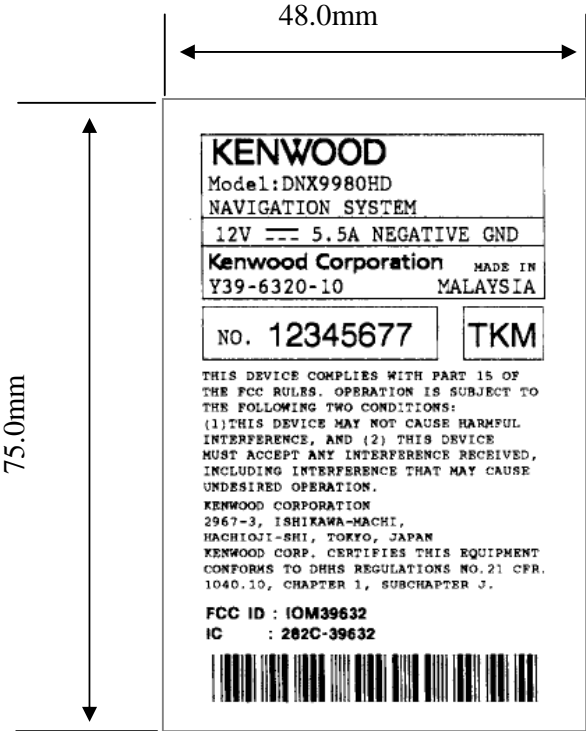 48.0mm
75.0mm
KENWOOD
Model:DNX9980HD
NAVIGATION SYSTEM
12V 5.5A NEGATIVE GND
Kenwood Corporation MADE IN
Y39-6320-10 MALAYSIA
NO. 12345677 TKM
THIS DEVICE COMPLIES WITH PART 15 OF
THE FCC RULES. OPERATION IS SUBJECT TO
THE FOLLOWING TWO CONDITIONS:
(1)THIS DEVICE MAY NOT CAUSE HARMFUL
INTERFERENCE, AND (2) THIS DEVICE
MUST ACCEPT ANY INTERFERENCE RECEIVED,
INCLUDING INTERFERENCE THAT MAY CAUSE
UNDESIRED OPERATION.
KENWOOD CORPORATION
2967-3, ISHIKAWA-MACHI,
HACHIOJI-SHI, TOKYO, JAPAN
KENWOOD CORP. CERTIFIES THIS EQUIPMENT
CONFORMS TO DHHS REGULATIONS NO.21 CFR.
1040.10, CHAPTER 1, SUBCHAPTER J.
FCC ID : IOM39632
IC : 282C-39632